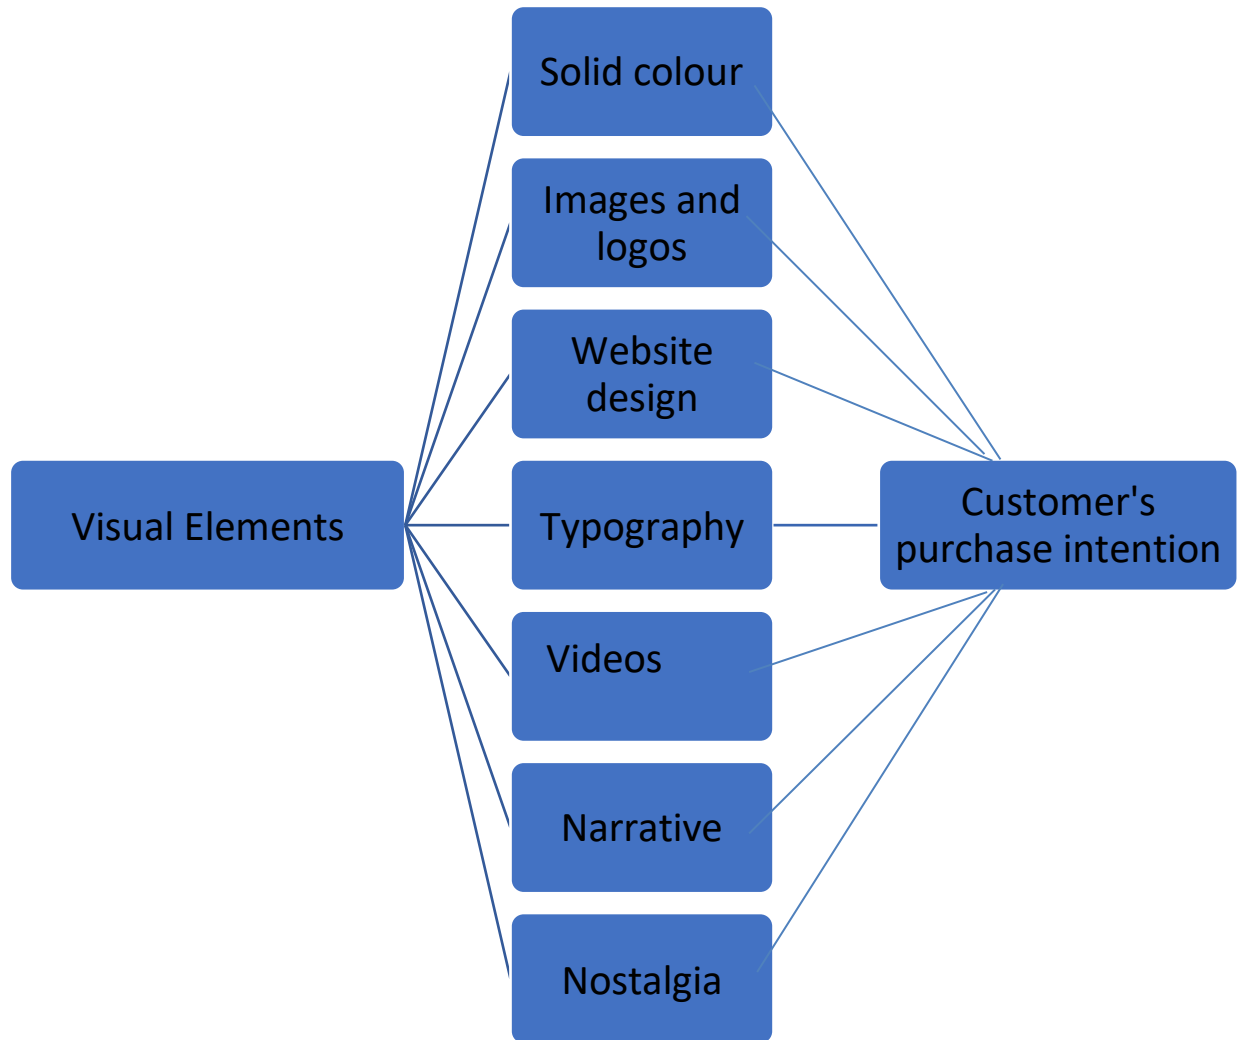 Solid colour
Images and
logos
Website
design
Visual Elements
Typography
Customer's
purchase intention
Videos
Narrative
Nostalgia